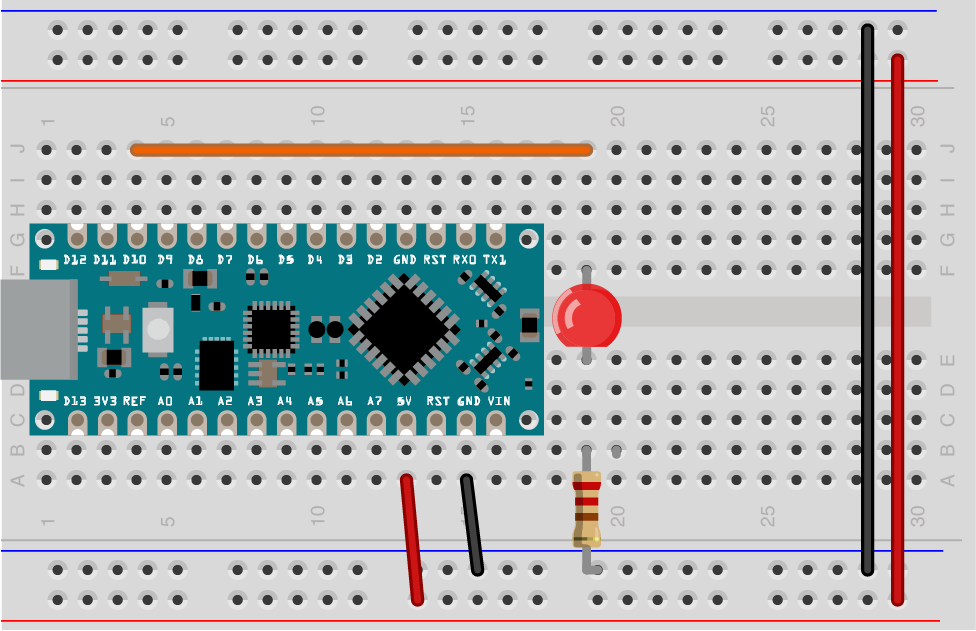 1 5 10 15 20 25 30
J J
I I
H H
G G
D12 D11 D10 D9 D8 D7 D6 D5 D4 D3 D2 GND RST RX0 TX1
F F
E
D13 3V3 REF A0 A1 A2 A3 A4 A5 A6 A7 5V RST GND VIN
D D
C C
B B
A A
1 5 10 15 20 25 30